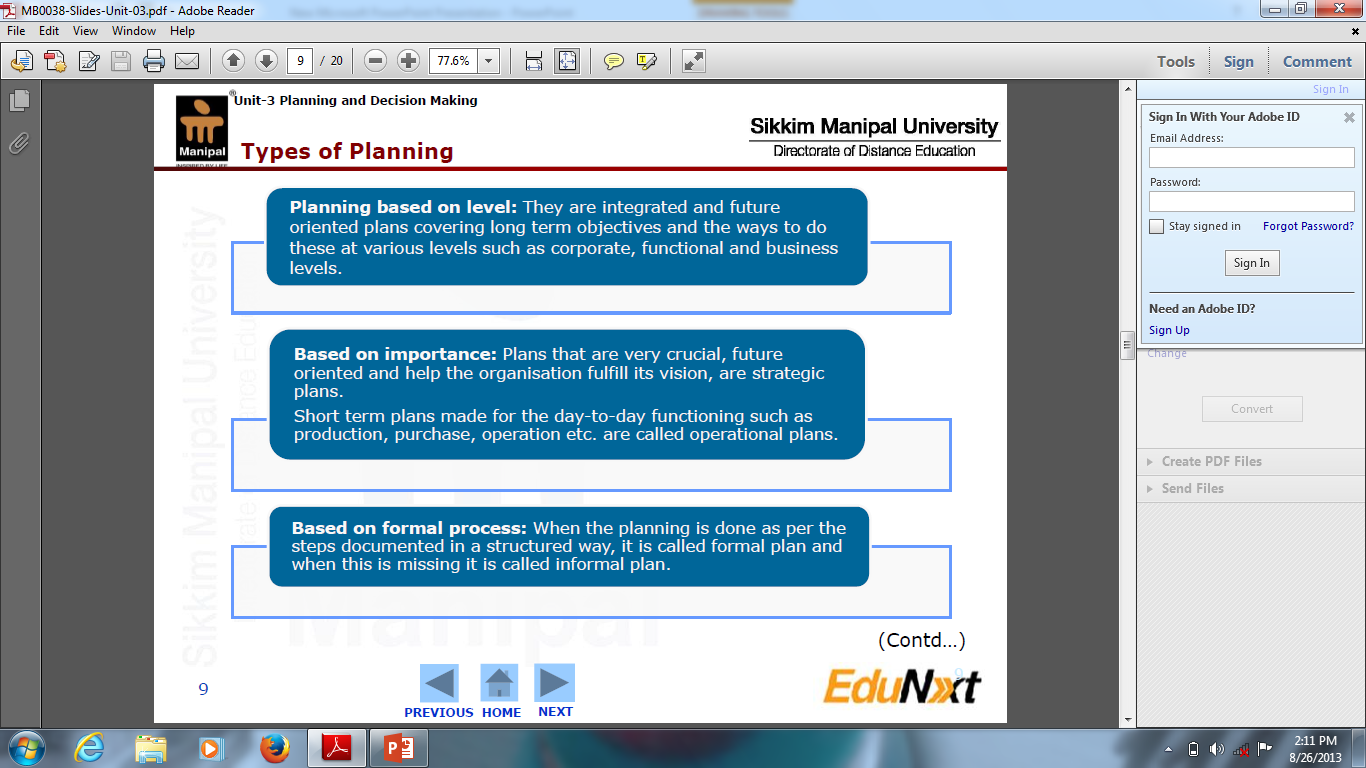 MB0038-Slides-Unit-03.pdf - Adobe Reader
File Edit View Window Help
9 / 20 77.6% Tools Sign Comment
Unit-3 Planning and Decision Making
Manipal
INSPIRED BY LIFE
Types of Planning
Sikkim Manipal University
Directorate of Distance Education
Planning based on level: They are integrated and future
oriented plans covering long term objectives and the ways to do
these at various levels such as corporate, functional and business
levels.
Based on importance: Plans that are very crucial, future
oriented and help the organisation fulfill its vision, are strategic
plans.
Short term plans made for the day-to-day functioning such as
production, purchase, operation etc. are called operational plans.
Based on formal process: When the planning is done as per the
steps documented in a structured way, it is called formal plan and
when this is missing it is called informal plan.
(Contd…)
9
PREVIOUS HOME NEXT
EduNxt
9
Sikkim Manipal University
Manipal
Sign In
Sign In With Your Adobe ID
Email Address:
Password:
Stay signed in Forgot Password?
Sign In
Need an Adobe ID?
Sign Up
Change
Convert
Create PDF Files
Send Files
2:11 PM
8/26/2013